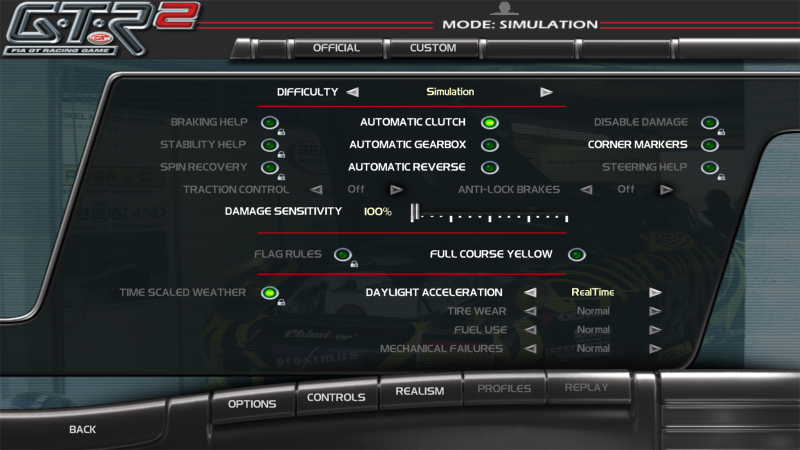 GTR2
FIA GT RACING GAME
MODE: SIMULATION
OFFICIAL CUSTOM
DIFFICULTY Simulation
BRAKING HELP AUTOMATIC CLUTCH DISABLE DAMAGE
STABILITY HELP AUTOMATIC GEARBOX CORNER MARKERS
SPIN RECOVERY AUTOMATIC REVERSE STEERING HELP
TRACTION CONTROL Off ANTI-LOCK BRAKES Off
DAMAGE SENSITIVITY 100%
FLAG RULES FULL COURSE YELLOW
TIME SCALED WEATHER DAYLIGHT ACCELERATION RealTime
TIRE WEAR Normal
FUEL USE Normal
MECHANICAL FAILURES Normal
proximus
BACK OPTIONS CONTROLS REALISM PROFILES REPLAY